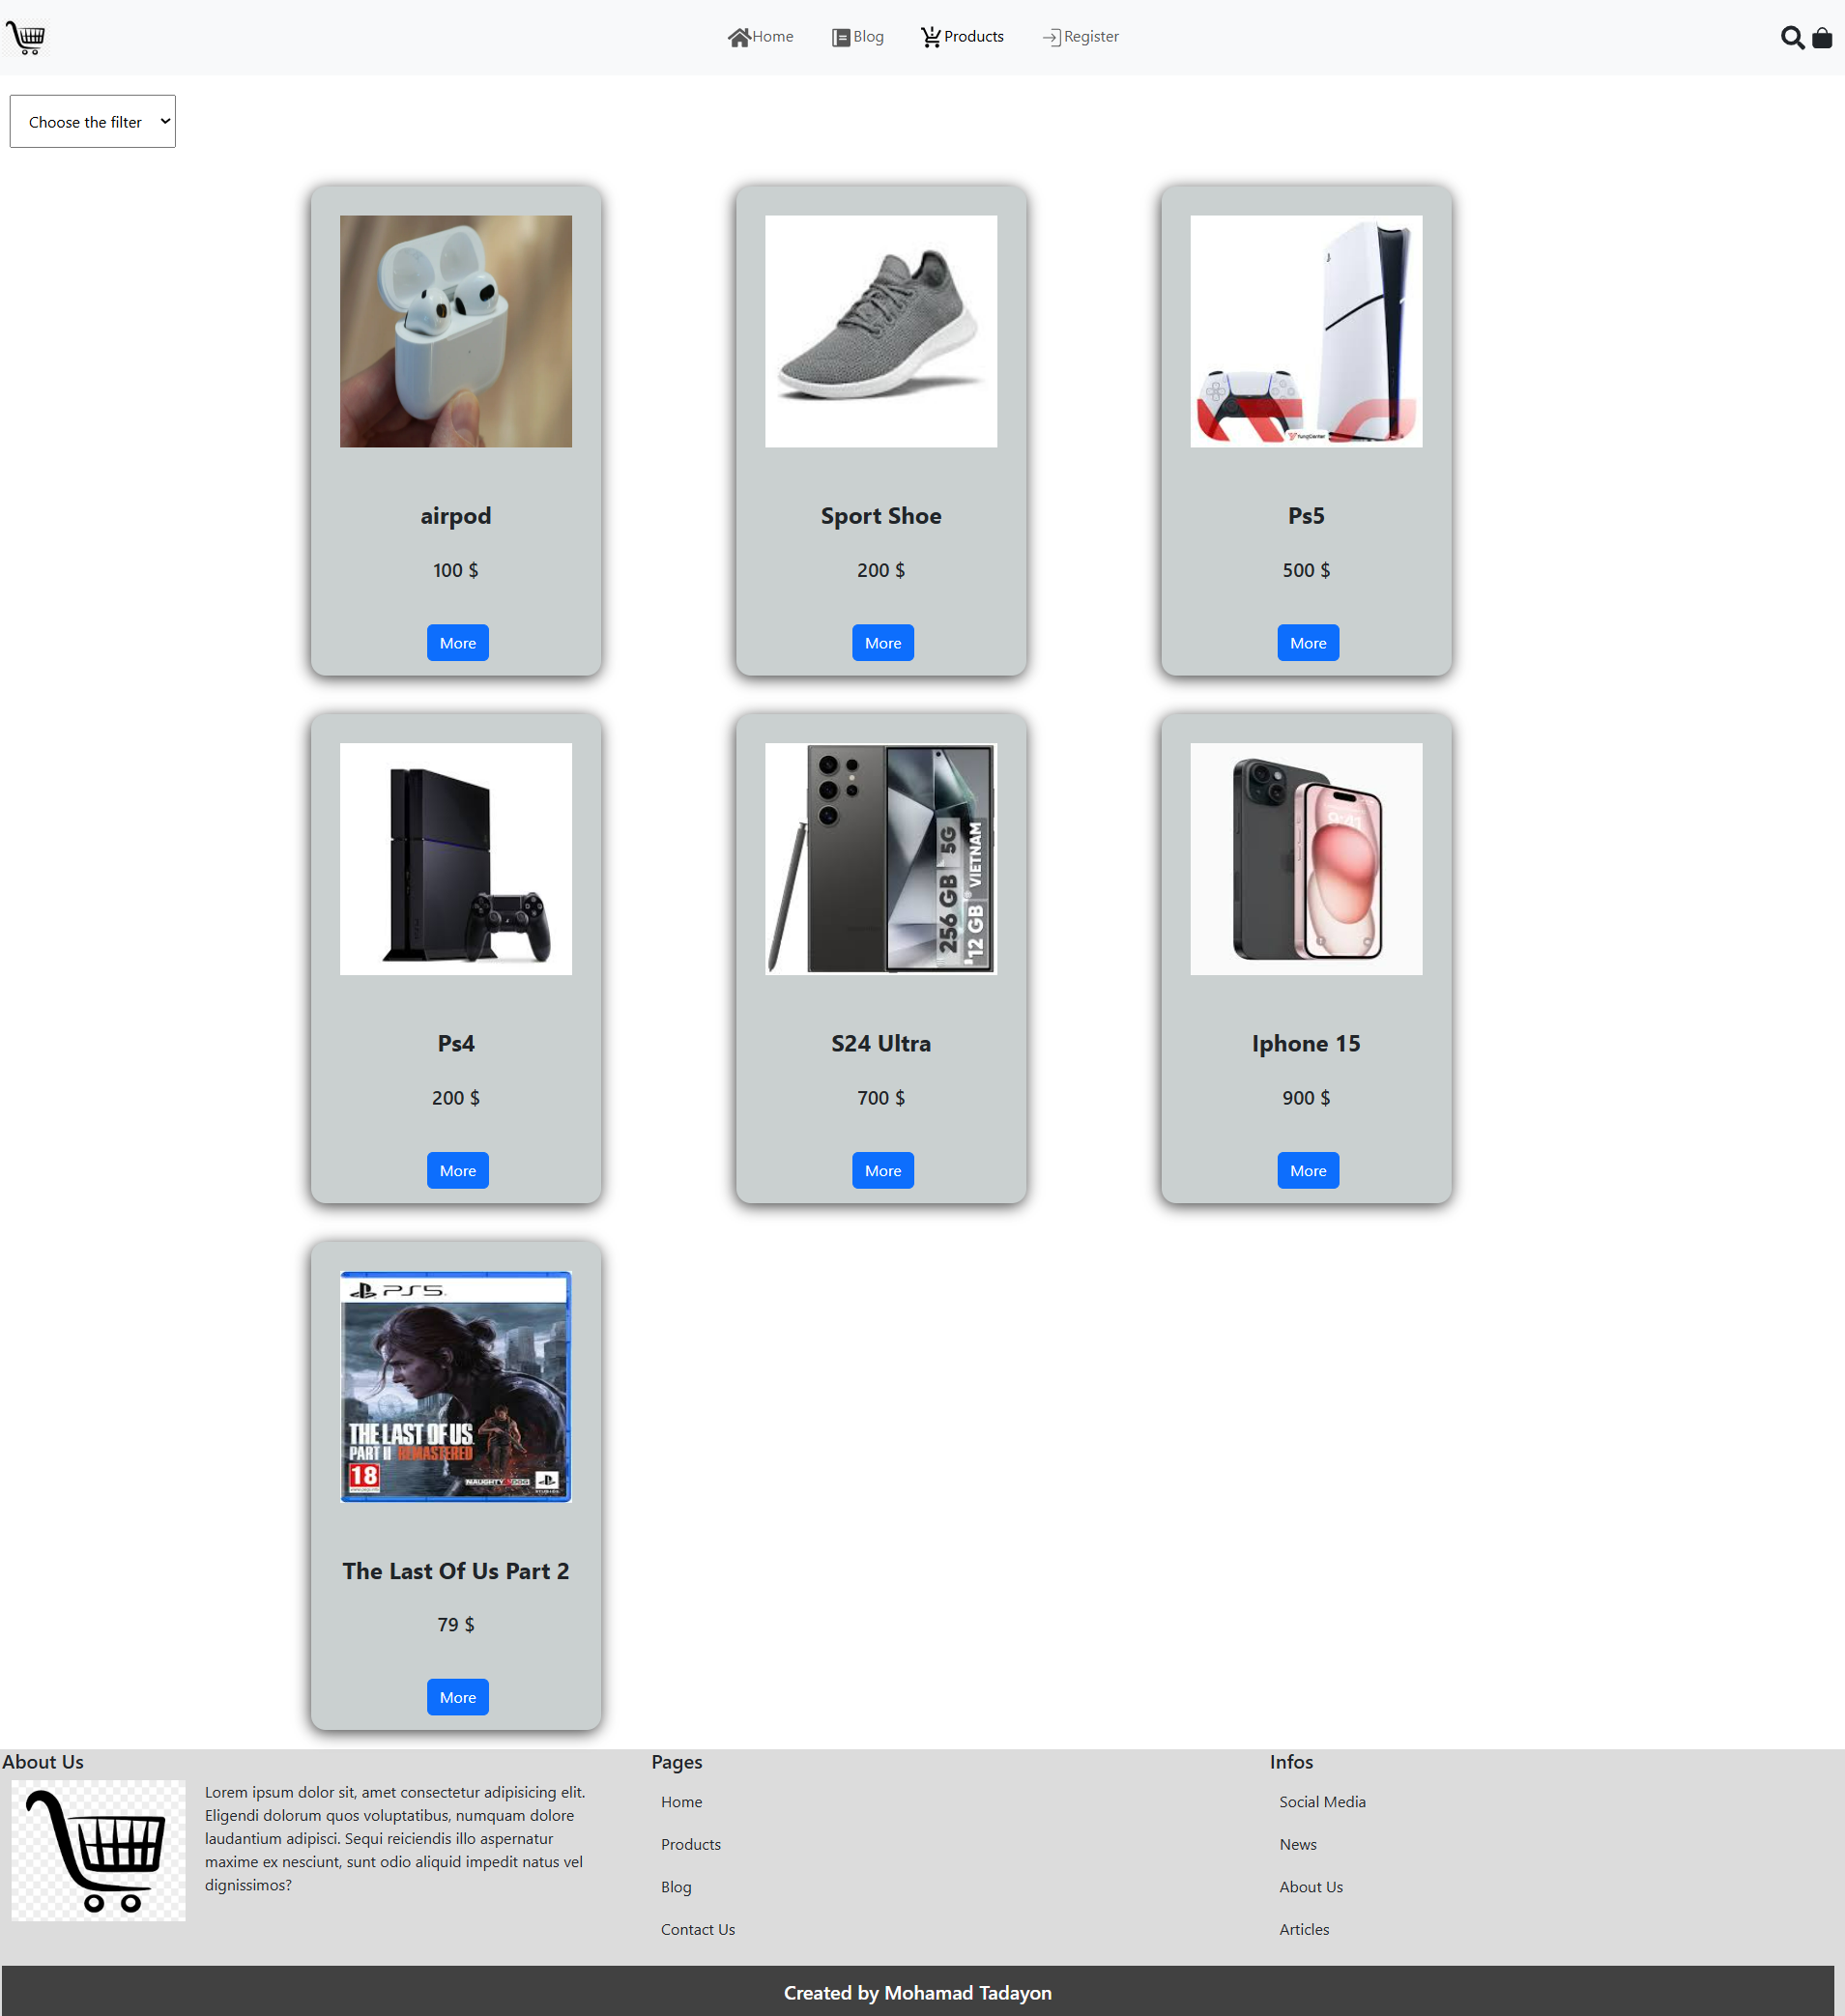 Home
Blog
Products
Register
Choose the filter
YungCenter
airpod
Sport Shoe
Ps5
100 $
200 $
500 $
More
More
More
256 GB 5G
12 GB VIETNAM
9:41
Ps4
S24 Ultra
Iphone 15
200 $
700 $
900 $
More
More
More
PS5
THE LAST OF US
PART II REMASTERED
18
NAUGHTY DOG
The Last Of Us Part 2
79 $
More
About Us
Lorem ipsum dolor sit, amet consectetur adipisicing elit.
Eligendi dolorum quos voluptatibus, numquam dolore
laudantium adipisci. Sequi reiciendis illo aspernatur
maxime ex nesciunt, sunt odio aliquid impedit natus vel
dignissimos?
Pages
Home
Products
Blog
Contact Us
Infos
Social Media
News
About Us
Articles
Created by Mohamad Tadayon